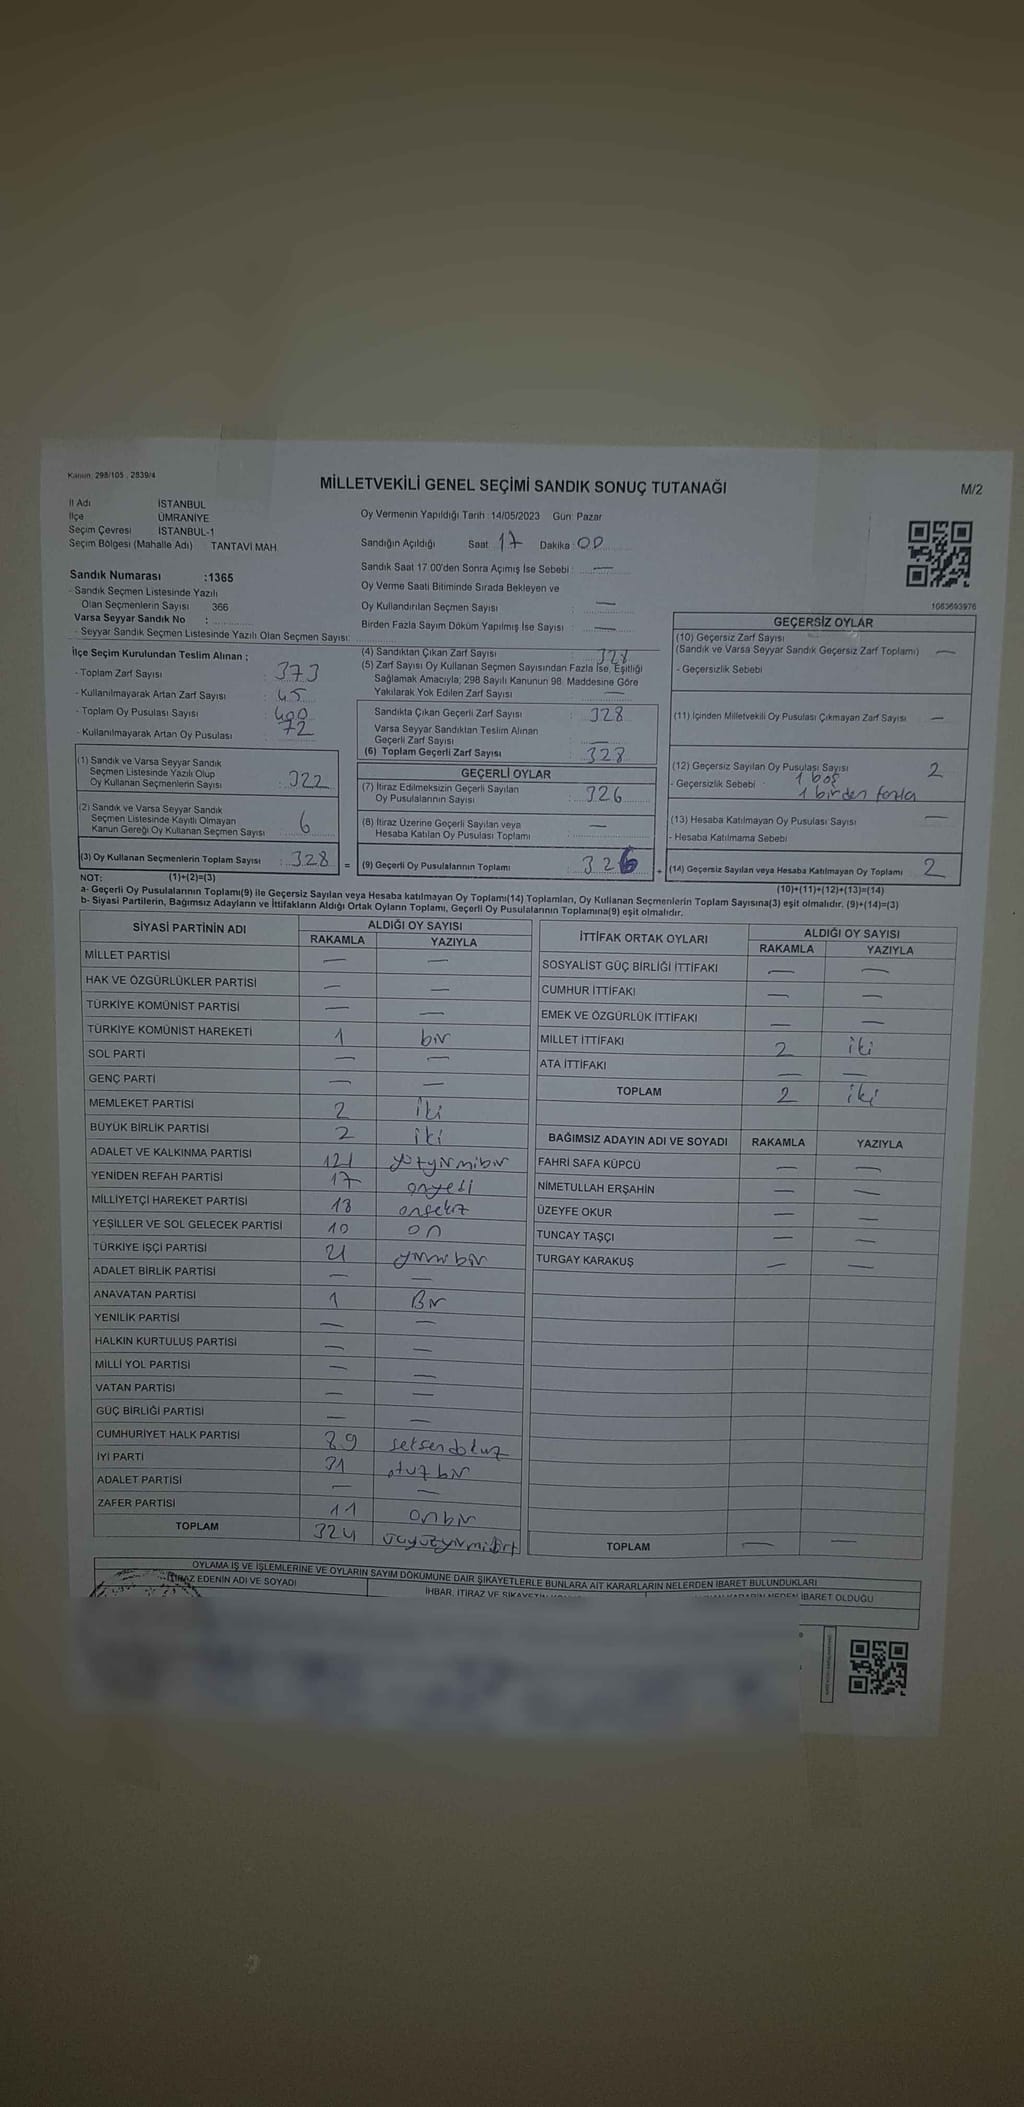 Kanun: 298/105 , 2839/4
MİLLETVEKİLİ GENEL SEÇİMİ SANDIK SONUÇ TUTANAĞI
M/2
İl Adı İSTANBUL
İlçe ÜMRANİYE
Seçim Çevresi İSTANBUL-1
Seçim Bölgesi (Mahalle Adı) TANTAVİ MAH
Oy Vermenin Yapıldığı Tarih :14/05/2023 Gün: Pazar
Sandığın Açıldığı Saat 17 Dakika 00
Sandık Saat 17.00'den Sonra Açımış İse Sebebi : —
Oy Verme Saati Bitiminde Sırada Bekleyen ve
Oy Kullandırılan Seçmen Sayısı : —
Birden Fazla Sayım Döküm Yapılmış İse Sayısı : —
1063693976
Sandık Numarası :1365
- Sandık Seçmen Listesinde Yazılı
Olan Seçmenlerin Sayısı 366
Varsa Seyyar Sandık No :
- Seyyar Sandık Seçmen Listesinde Yazılı Olan Seçmen Sayısı:
İlçe Seçim Kurulundan Teslim Alınan ;
- Toplam Zarf Sayısı : 373
- Kullanılmayarak Artan Zarf Sayısı : 45
- Toplam Oy Pusulası Sayısı : 400
- Kullanılmayarak Artan Oy Pusulası : 72
(1) Sandık ve Varsa Seyyar Sandık
Seçmen Listesinde Yazılı Olup
Oy Kullanan Seçmenlerin Sayısı : 322
(2) Sandık ve Varsa Seyyar Sandık
Seçmen Listesinde Kayıtlı Olmayan
Kanun Gereği Oy Kullanan Seçmen Sayısı : 6
(3) Oy Kullanan Seçmenlerin Toplam Sayısı : 328 =
(4) Sandıktan Çıkan Zarf Sayısı : 328
(5) Zarf Sayısı Oy Kullanan Seçmen Sayısından Fazla İse, Eşitliği
Sağlamak Amacıyla; 298 Sayılı Kanunun 98. Maddesine Göre
Yakılarak Yok Edilen Zarf Sayısı : —
Sandıkta Çıkan Geçerli Zarf Sayısı : 328
Varsa Seyyar Sandıktan Teslim Alınan
Geçerli Zarf Sayısı : —
(6) Toplam Geçerli Zarf Sayısı : 328
GEÇERLİ OYLAR
(7) İtiraz Edilmeksizin Geçerli Sayılan
Oy Pusulalarının Sayısı : 326
(8) İtiraz Üzerine Geçerli Sayılan veya
Hesaba Katılan Oy Pusulası Toplamı : —
(9) Geçerli Oy Pusulalarının Toplamı : 326 +
GEÇERSİZ OYLAR
(10) Geçersiz Zarf Sayısı
(Sandık ve Varsa Seyyar Sandık Geçersiz Zarf Toplamı) —
- Geçersizlik Sebebi
(11) İçinden Milletvekili Oy Pusulası Çıkmayan Zarf Sayısı —
(12) Geçersiz Sayılan Oy Pusulası Sayısı 2
- Geçersizlik Sebebi 1 boş
1 birden fazla
(13) Hesaba Katılmayan Oy Pusulası Sayısı —
- Hesaba Katılmama Sebebi
(14) Geçersiz Sayılan veya Hesaba Katılmayan Oy Toplamı 2
NOT: (1)+(2)=(3) (10)+(11)+(12)+(13)=(14)
a- Geçerli Oy Pusulalarının Toplamı(9) ile Geçersiz Sayılan veya Hesaba katılmayan Oy Toplamı(14) Toplamları, Oy Kullanan Seçmenlerin Toplam Sayısına(3) eşit olmalıdır. (9)+(14)=(3)
b- Siyasi Partilerin, Bağımsız Adayların ve İttifakların Aldığı Oyların Toplamı, Geçerli Oy Pusulalarının Toplamına(9) eşit olmalıdır.
SİYASİ PARTİNİN ADI ALDIĞI OY SAYISI
RAKAMLA YAZIYLA
MİLLET PARTİSİ — —
HAK VE ÖZGÜRLÜKLER PARTİSİ — —
TÜRKİYE KOMÜNİST PARTİSİ — —
TÜRKİYE KOMÜNİST HAREKETİ 1 bir
SOL PARTİ — —
GENÇ PARTİ — —
MEMLEKET PARTİSİ 2 iki
BÜYÜK BİRLİK PARTİSİ 2 iki
ADALET VE KALKINMA PARTİSİ 121 yüzyirmibir
YENİDEN REFAH PARTİSİ 17 onyedi
MİLLİYETÇİ HAREKET PARTİSİ 18 onsekiz
YEŞİLLER VE SOL GELECEK PARTİSİ 10 on
TÜRKİYE İŞÇİ PARTİSİ 21 yirmibir
ADALET BİRLİK PARTİSİ — —
ANAVATAN PARTİSİ 1 Bir
YENİLİK PARTİSİ — —
HALKIN KURTULUŞ PARTİSİ — —
MİLLİ YOL PARTİSİ — —
VATAN PARTİSİ — —
GÜÇ BİRLİĞİ PARTİSİ — —
CUMHURİYET HALK PARTİSİ 89 seksendokuz
İYİ PARTİ 31 otuzbir
ADALET PARTİSİ — —
ZAFER PARTİSİ 11 onbir
TOPLAM 324 üçyüzyirmidört
İTTİFAK ORTAK OYLARI ALDIĞI OY SAYISI
RAKAMLA YAZIYLA
SOSYALİST GÜÇ BİRLİĞİ İTTİFAKI — —
CUMHUR İTTİFAKI — —
EMEK VE ÖZGÜRLÜK İTTİFAKI — —
MİLLET İTTİFAKI 2 iki
ATA İTTİFAKI — —
TOPLAM 2 iki
BAĞIMSIZ ADAYIN ADI VE SOYADI RAKAMLA YAZIYLA
FAHRİ SAFA KÜPCÜ — —
NİMETULLAH ERŞAHİN — —
ÜZEYFE OKUR — —
TUNCAY TAŞÇI — —
TURGAY KARAKUŞ — —
TOPLAM — —
OYLAMA İŞ VE İŞLEMLERİNE VE OYLARIN SAYIM DÖKÜMÜNE DAİR ŞİKAYETLERLE BUNLARA AİT KARARLARIN NELERDEN İBARET BULUNDUKLARI
İTİRAZ EDENİN ADI VE SOYADI
İHBAR, İTİRAZ VE
İBARET OLDUĞU